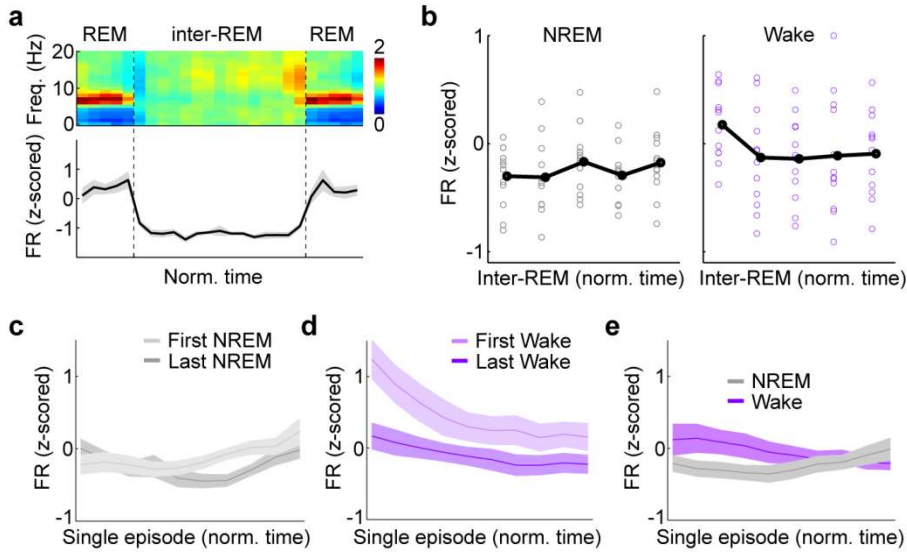 a
REM inter-REM REM
Freq. (Hz)
20
10
0
2
0
FR (z-scored)
1
0
-1
Norm. time
b
NREM Wake
FR (z-scored)
1
-0
-1
Inter-REM (norm. time) Inter-REM (norm. time)
c
First NREM
Last NREM
FR (z-scored)
1
0
-1
Single episode (norm. time)
d
First Wake
Last Wake
FR (z-scored)
1
0
-1
Single episode (norm. time)
e
NREM
Wake
FR (z-scored)
1
0
-1
Single episode (norm. time)